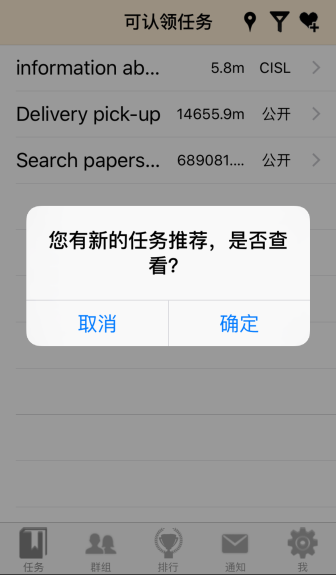 可认领任务
information ab... 5.8m CISL
Delivery pick-up 14655.9m 公开
Search papers... 689081.... 公开
您有新的任务推荐，是否查
看？
取消 确定
任务 群组 排行 通知 我